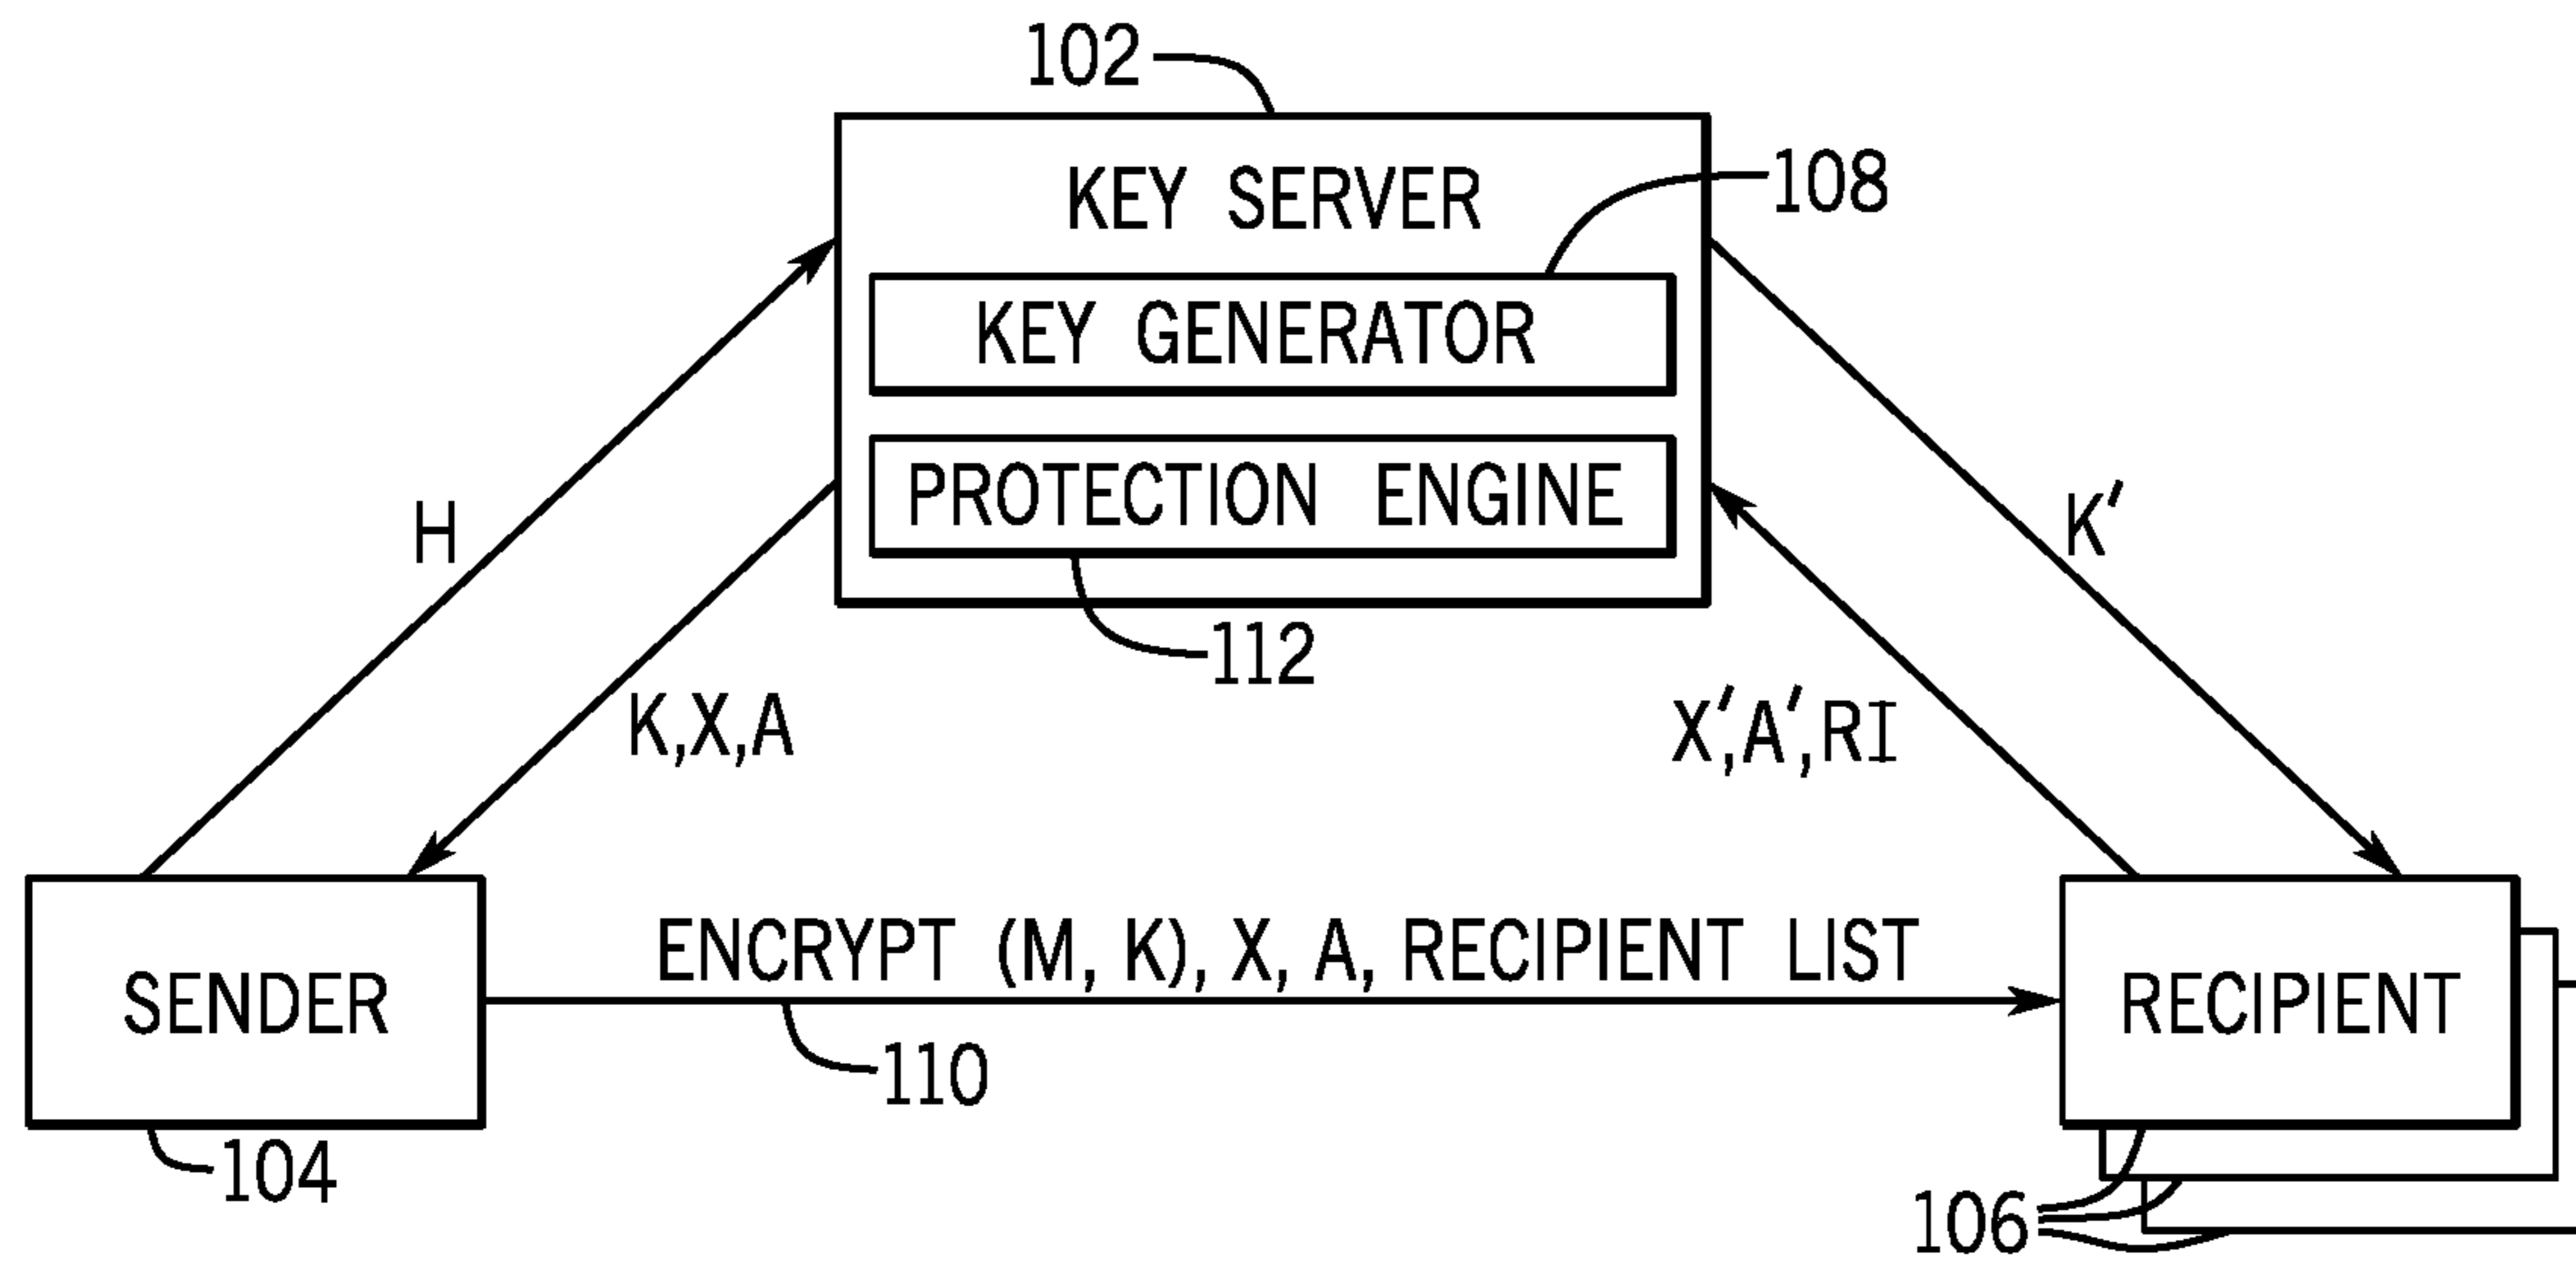 102
KEY SERVER
108
KEY GENERATOR
PROTECTION ENGINE
H
K′
112
K,X,A
X′,A′,RI
ENCRYPT (M, K), X, A, RECIPIENT LIST
SENDER
RECIPIENT
110
104
106